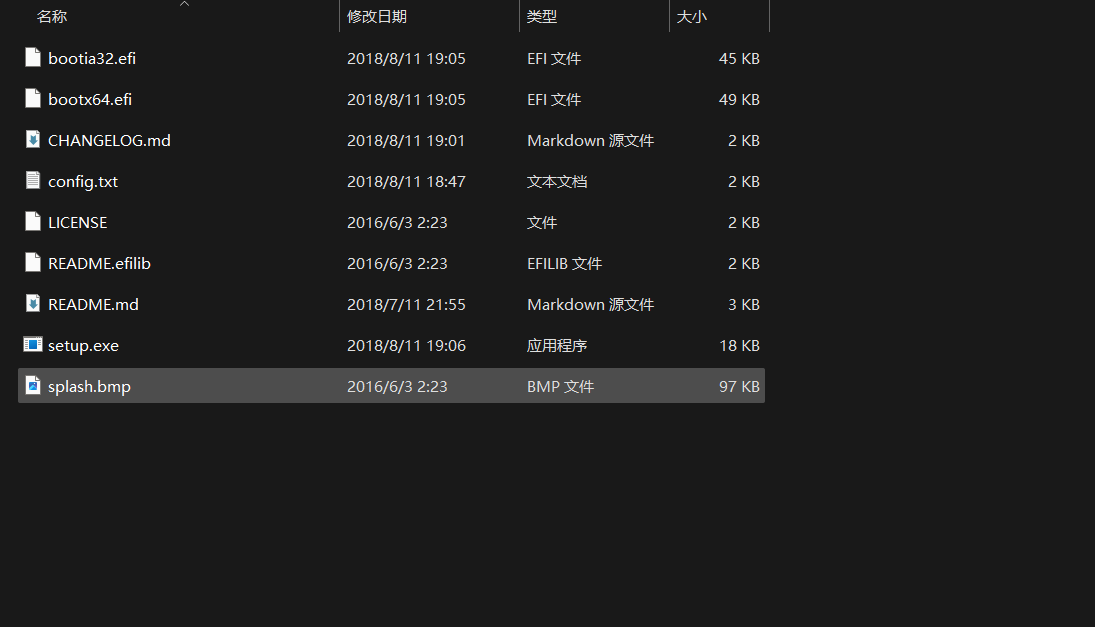 名称 修改日期 类型 大小
bootia32.efi 2018/8/11 19:05 EFI 文件 45 KB
bootx64.efi 2018/8/11 19:05 EFI 文件 49 KB
CHANGELOG.md 2018/8/11 19:01 Markdown 源文件 2 KB
config.txt 2018/8/11 18:47 文本文档 2 KB
LICENSE 2016/6/3 2:23 文件 2 KB
README.efilib 2016/6/3 2:23 EFILIB 文件 2 KB
README.md 2018/7/11 21:55 Markdown 源文件 3 KB
setup.exe 2018/8/11 19:06 应用程序 18 KB
splash.bmp 2016/6/3 2:23 BMP 文件 97 KB